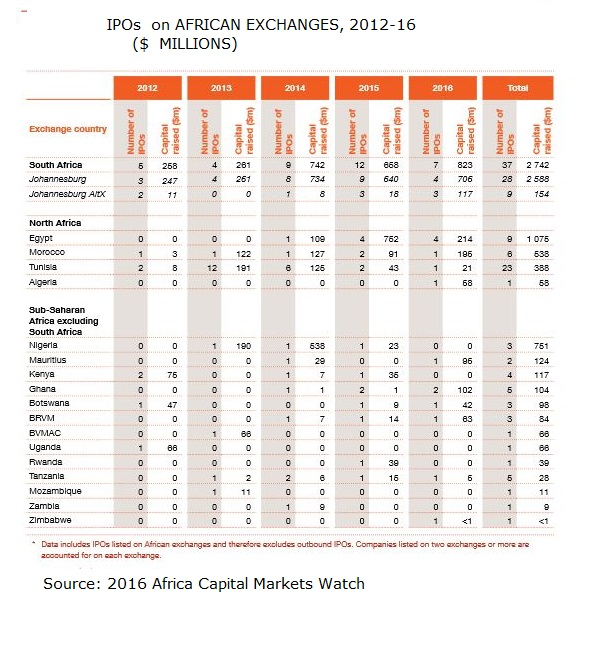 IPOs on AFRICAN EXCHANGES, 2012-16
($ MILLIONS)
2012 2013 2014 2015 2016 Total
Exchange country Number of IPOs Capital raised ($m) Number of IPOs Capital raised ($m) Number of IPOs Capital raised ($m) Number of IPOs Capital raised ($m) Number of IPOs Capital raised ($m) Number of IPOs Capital raised ($m)
South Africa 5 258 4 261 9 742 12 658 7 823 37 2 742
Johannesburg 3 247 4 261 8 734 9 640 4 706 28 2 588
Johannesburg AltX 2 11 0 0 1 8 3 18 3 117 9 154
North Africa
Egypt 0 0 0 0 1 109 4 752 4 214 9 1 075
Morocco 1 3 1 122 1 127 2 91 1 195 6 538
Tunisia 2 8 12 191 6 125 2 43 1 21 23 388
Algeria 0 0 0 0 0 0 0 0 1 58 1 58
Sub-Saharan
Africa excluding
South Africa
Nigeria 0 0 1 190 1 538 1 23 0 0 3 751
Mauritius 0 0 0 0 1 29 0 0 1 95 2 124
Kenya 2 75 0 0 1 7 1 35 0 0 4 117
Ghana 0 0 0 0 1 1 2 1 2 102 5 104
Botswana 1 47 0 0 0 0 1 9 1 42 3 98
BRVM 0 0 0 0 1 7 1 14 1 63 3 84
BVMAC 0 0 1 66 0 0 0 0 0 0 1 66
Uganda 1 66 0 0 0 0 0 0 0 0 1 66
Rwanda 0 0 0 0 0 0 1 39 0 0 1 39
Tanzania 0 0 1 2 2 6 1 15 1 5 5 28
Mozambique 0 0 1 11 0 0 0 0 0 0 1 11
Zambia 0 0 0 0 1 9 0 0 0 0 1 9
Zimbabwe 0 0 0 0 0 0 0 0 1 <1 1 <1
* Data includes IPOs listed on African exchanges and therefore excludes outbound IPOs. Companies listed on two exchanges or more are
accounted for on each exchange.
Source: 2016 Africa Capital Markets Watch